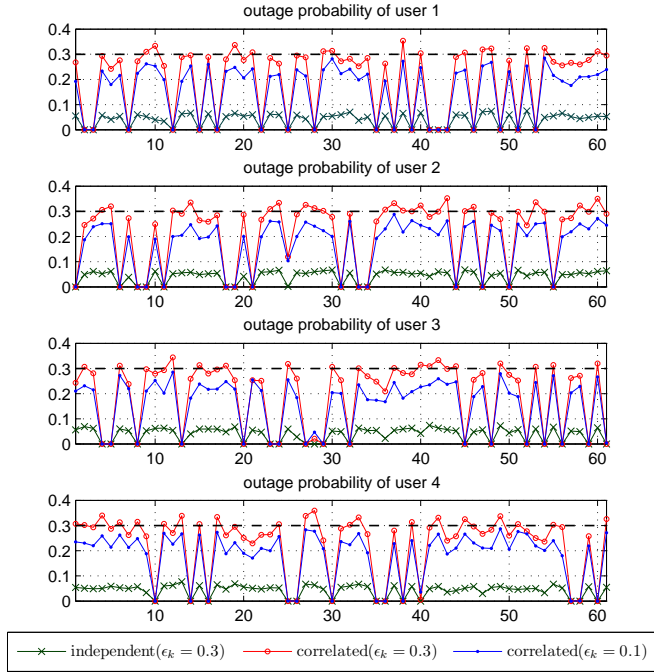 outage probability of user 1
0.4
0.3
0.2
0.1
0
10 20 30 40 50 60
outage probability of user 2
0.4
0.3
0.2
0.1
0
10 20 30 40 50 60
outage probability of user 3
0.4
0.3
0.2
0.1
0
10 20 30 40 50 60
outage probability of user 4
0.4
0.3
0.2
0.1
0
10 20 30 40 50 60
independent(ϵ_k = 0.3) correlated(ϵ_k = 0.3) correlated(ϵ_k = 0.1)